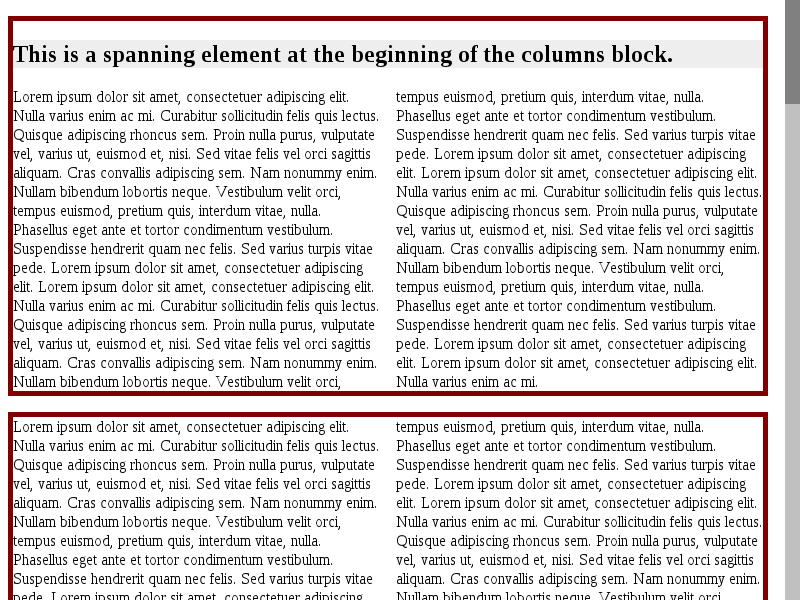 This is a spanning element at the beginning of the columns block.
Lorem ipsum dolor sit amet, consectetuer adipiscing elit.
Nulla varius enim ac mi. Curabitur sollicitudin felis quis lectus.
Quisque adipiscing rhoncus sem. Proin nulla purus, vulputate
vel, varius ut, euismod et, nisi. Sed vitae felis vel orci sagittis
aliquam. Cras convallis adipiscing sem. Nam nonummy enim.
Nullam bibendum lobortis neque. Vestibulum velit orci,
tempus euismod, pretium quis, interdum vitae, nulla.
Phasellus eget ante et tortor condimentum vestibulum.
Suspendisse hendrerit quam nec felis. Sed varius turpis vitae
pede. Lorem ipsum dolor sit amet, consectetuer adipiscing
elit. Lorem ipsum dolor sit amet, consectetuer adipiscing elit.
Nulla varius enim ac mi. Curabitur sollicitudin felis quis lectus.
Quisque adipiscing rhoncus sem. Proin nulla purus, vulputate
vel, varius ut, euismod et, nisi. Sed vitae felis vel orci sagittis
aliquam. Cras convallis adipiscing sem. Nam nonummy enim.
Nullam bibendum lobortis neque. Vestibulum velit orci,
tempus euismod, pretium quis, interdum vitae, nulla.
Phasellus eget ante et tortor condimentum vestibulum.
Suspendisse hendrerit quam nec felis. Sed varius turpis vitae
pede. Lorem ipsum dolor sit amet, consectetuer adipiscing
elit. Lorem ipsum dolor sit amet, consectetuer adipiscing elit.
Nulla varius enim ac mi. Curabitur sollicitudin felis quis lectus.
Quisque adipiscing rhoncus sem. Proin nulla purus, vulputate
vel, varius ut, euismod et, nisi. Sed vitae felis vel orci sagittis
aliquam. Cras convallis adipiscing sem. Nam nonummy enim.
Nullam bibendum lobortis neque. Vestibulum velit orci,
tempus euismod, pretium quis, interdum vitae, nulla.
Phasellus eget ante et tortor condimentum vestibulum.
Suspendisse hendrerit quam nec felis. Sed varius turpis vitae
pede. Lorem ipsum dolor sit amet, consectetuer adipiscing
elit. Lorem ipsum dolor sit amet, consectetuer adipiscing elit.
Nulla varius enim ac mi.
Lorem ipsum dolor sit amet, consectetuer adipiscing elit.
Nulla varius enim ac mi. Curabitur sollicitudin felis quis lectus.
Quisque adipiscing rhoncus sem. Proin nulla purus, vulputate
vel, varius ut, euismod et, nisi. Sed vitae felis vel orci sagittis
aliquam. Cras convallis adipiscing sem. Nam nonummy enim.
Nullam bibendum lobortis neque. Vestibulum velit orci,
tempus euismod, pretium quis, interdum vitae, nulla.
Phasellus eget ante et tortor condimentum vestibulum.
Suspendisse hendrerit quam nec felis. Sed varius turpis vitae
pede. Lorem ipsum dolor sit amet, consectetuer adipiscing
tempus euismod, pretium quis, interdum vitae, nulla.
Phasellus eget ante et tortor condimentum vestibulum.
Suspendisse hendrerit quam nec felis. Sed varius turpis vitae
pede. Lorem ipsum dolor sit amet, consectetuer adipiscing
elit. Lorem ipsum dolor sit amet, consectetuer adipiscing elit.
Nulla varius enim ac mi. Curabitur sollicitudin felis quis lectus.
Quisque adipiscing rhoncus sem. Proin nulla purus, vulputate
vel, varius ut, euismod et, nisi. Sed vitae felis vel orci sagittis
aliquam. Cras convallis adipiscing sem. Nam nonummy enim.
Nullam bibendum lobortis neque. Vestibulum velit orci,